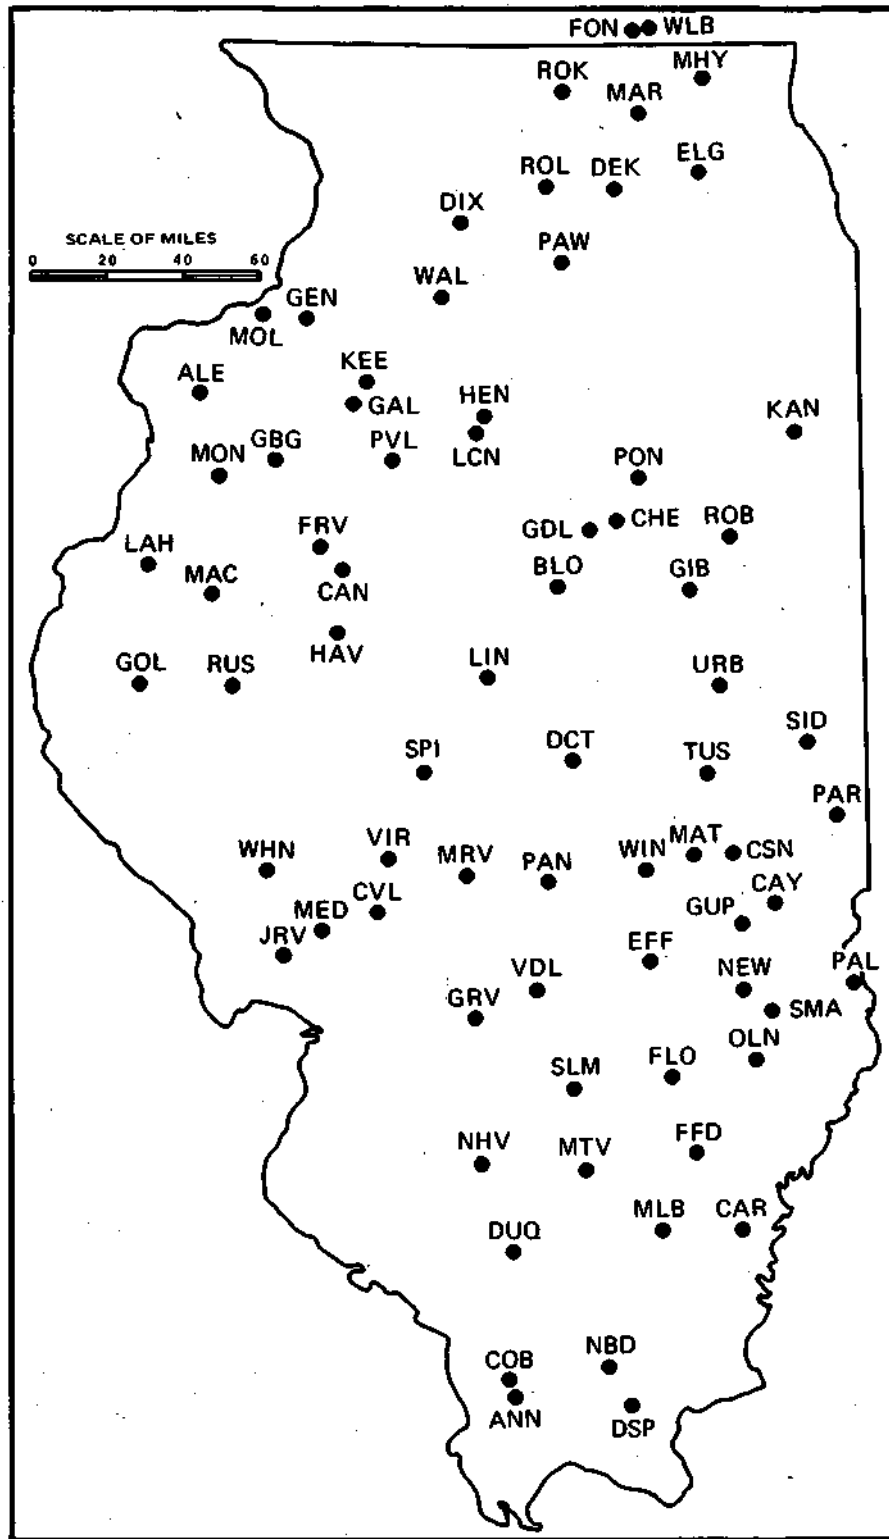 FON WLB
MHY
ROK
MAR
ELG
ROL DEK
DIX
SCALE OF MILES
0 20 40 60
PAW
WAL
GEN
MOL
KEE
ALE
GAL
HEN
KAN
GBG PVL
LCN
MON
PON
FRV
GDL CHE ROB
LAH
MAC
CAN
BLO GIB
HAV
GOL RUS
LIN URB
SID
SPI DCT TUS
PAR
WHN VIR MRV PAN WIN MAT CSN
CAY
MED CVL
GUP
JRV
EFF
VDL NEW PAL
GRV
SMA
OLN
SLM FLO
NHV MTV FFD
MLB CAR
DUQ
COB NBD
ANN DSP